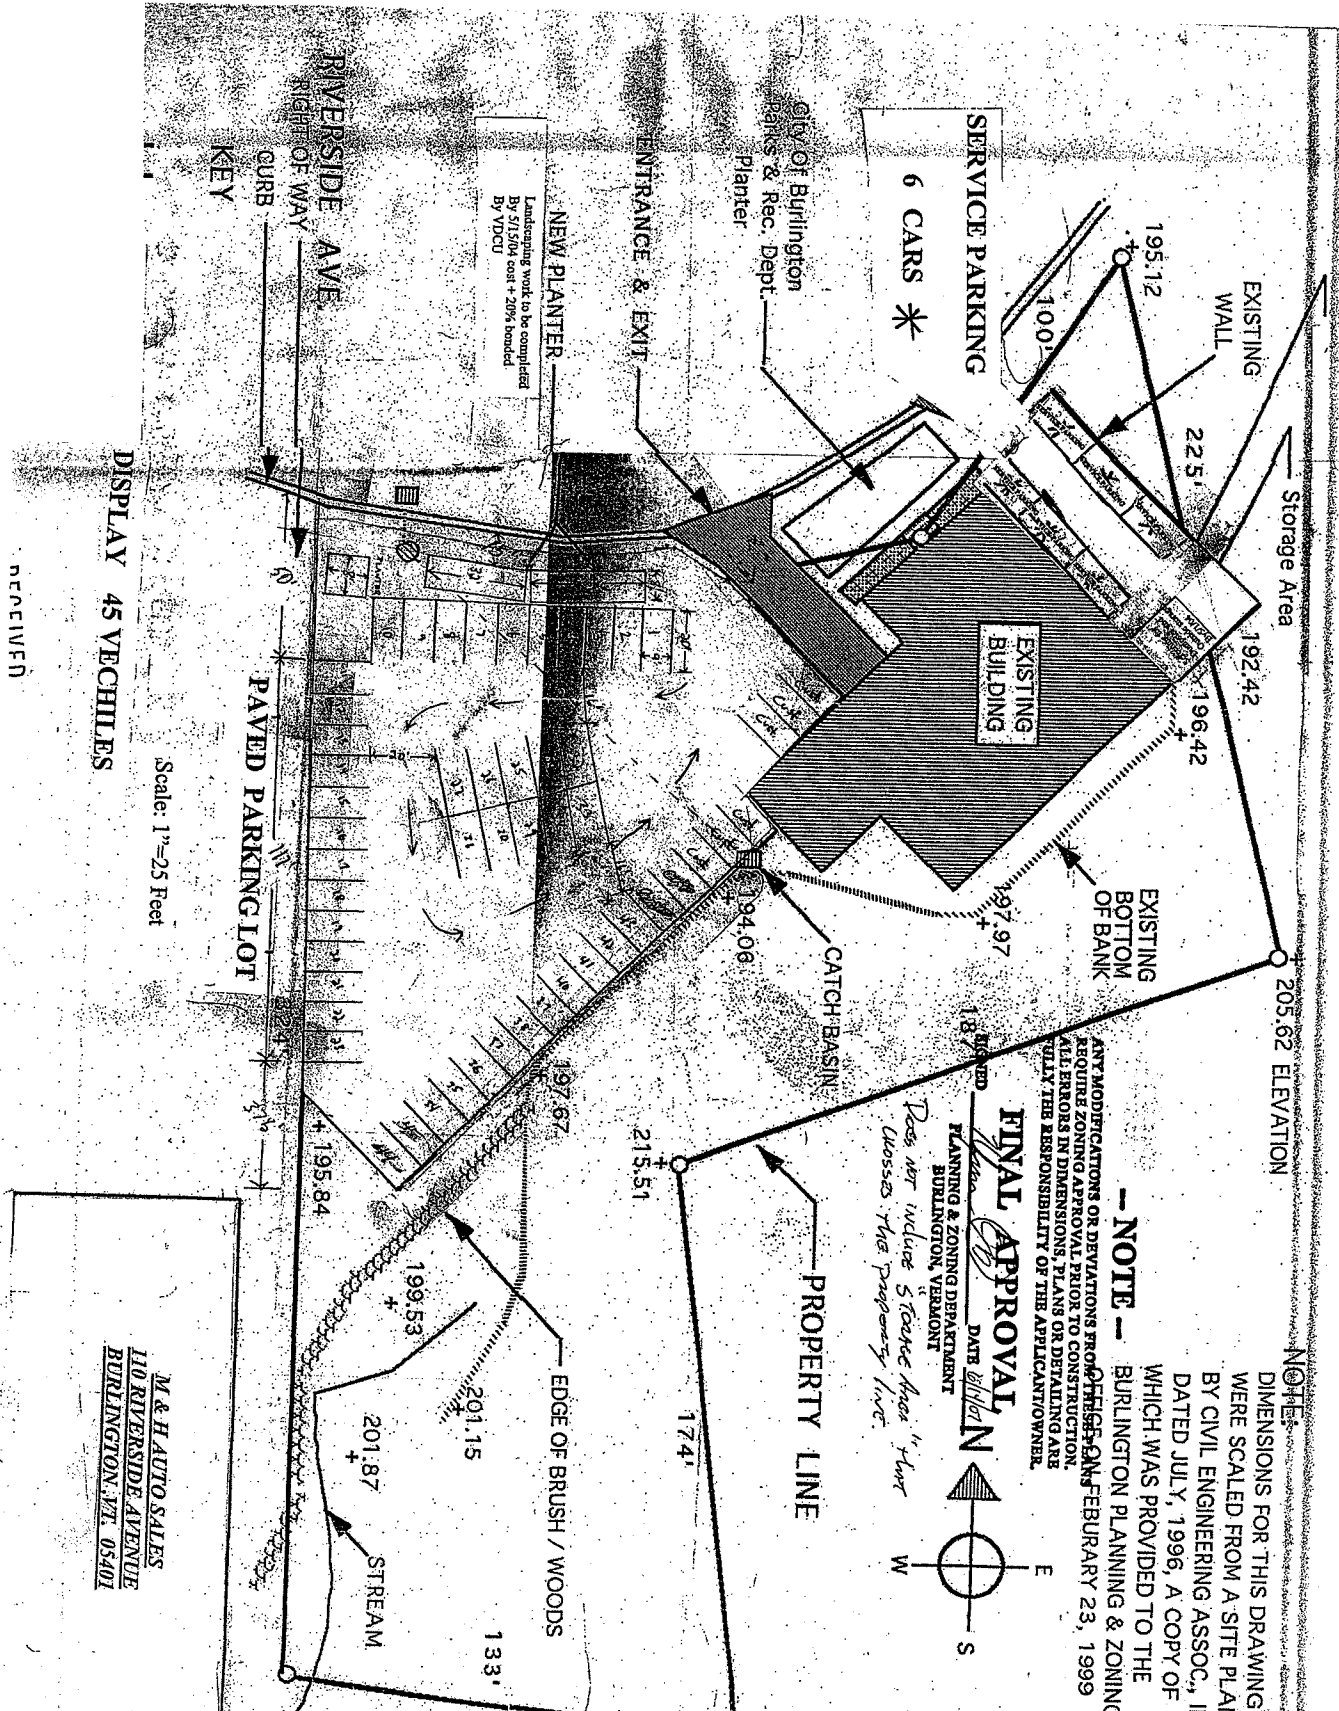 NOTE:
DIMENSIONS FOR THIS DRAWING
WERE SCALED FROM A SITE PLAN
BY CIVIL ENGINEERING ASSOC., I
DATED JULY, 1996, A COPY OF
WHICH WAS PROVIDED TO THE
BURLINGTON PLANNING & ZONING
OFFICE ON FEBURARY 23, 1999
-- NOTE --
ANY MODIFICATIONS OR DEVIATIONS FROM THESE PLANS
REQUIRE ZONING APPROVAL PRIOR TO CONSTRUCTION.
ALL ERRORS IN DIMENSIONS, PLANS OR DETAILING ARE
FULLY THE RESPONSIBILITY OF THE APPLICANT/OWNER.
FINAL APPROVAL
SIGNED
DATE
PLANNING & ZONING DEPARTMENT
BURLINGTON, VERMONT
Does not include "Storage Area" that
crosses the property line.
N
E
S
W
Storage Area
205.62 ELEVATION
195.12
EXISTING
WALL
225'
192.42
196.42
100'
SERVICE PARKING
6 CARS *
EXISTING
BUILDING
EXISTING
BOTTOM
OF BANK
197.97
City Of Burlington
Parks & Rec. Dept.
Planter
CATCH BASIN
194.06
187
PROPERTY LINE
ENTRANCE & EXIT
215.51
174'
NEW PLANTER
Landscaping work to be completed
By 5/15/04 cost + 20% bonded
By VDCU
197.67
EDGE OF BRUSH / WOODS
133'
201.15
199.53
201.87
STREAM
195.84
RIVERSIDE AVE
RIGHT OF WAY
CURB
KEY
PAVED PARKING LOT
Scale: 1"=25 Feet
DISPLAY 45 VECHILES
M & H AUTO SALES
110 RIVERSIDE AVENUE
BURLINGTON ,VT. 05401
RECEIVED